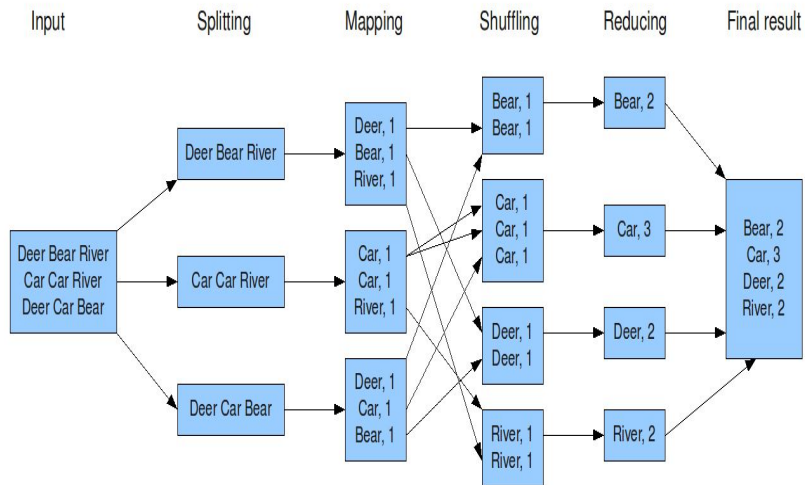 Input
Splitting
Mapping
Shuffling
Reducing
Final result
Deer Bear River
Car Car River
Deer Car Bear
Deer Bear River
Car Car River
Deer Car Bear
Deer, 1
Bear, 1
River, 1
Car, 1
Car, 1
River, 1
Deer, 1
Car, 1
Bear, 1
Bear, 1
Bear, 1
Car, 1
Car, 1
Car, 1
Deer, 1
Deer, 1
River, 1
River, 1
Bear, 2
Car, 3
Deer, 2
River, 2
Bear, 2
Car, 3
Deer, 2
River, 2